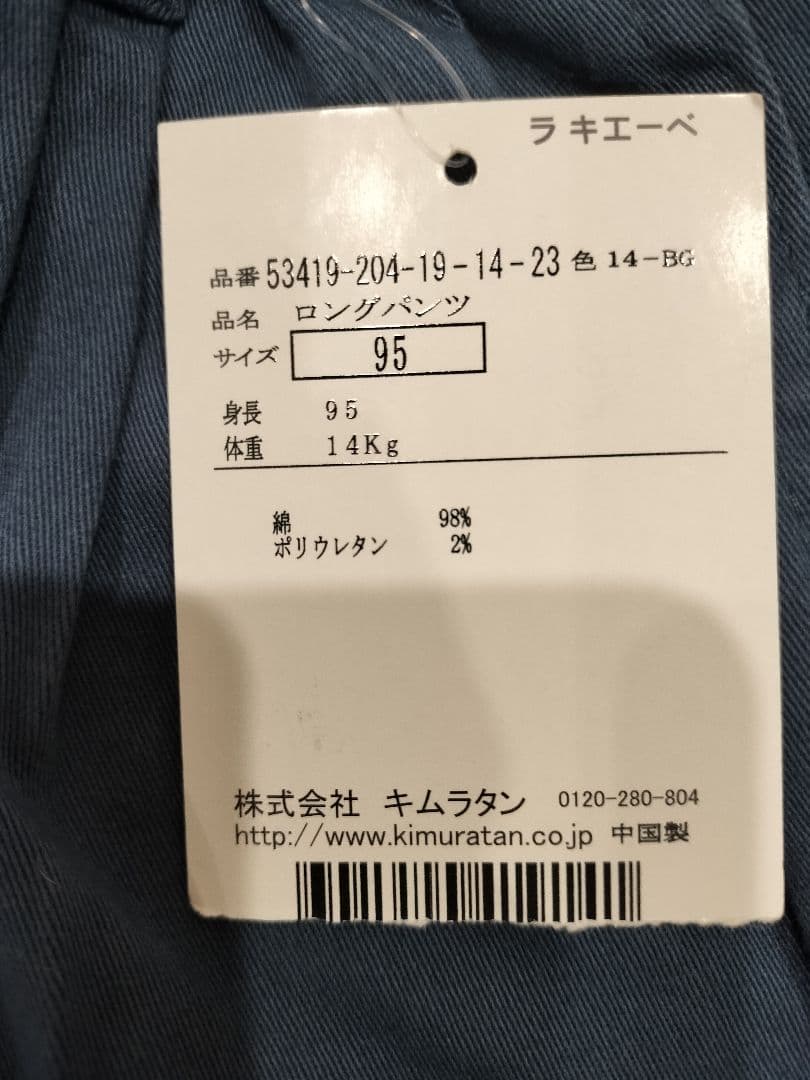 ラ キエーベ
品番 53419-204-19-14-23 色 14-BG
品名 ロングパンツ
サイズ 95
身長 95
体重 14Kg
綿 98%
ポリウレタン 2%
株式会社 キムラタン 0120-280-804
http://www.kimuratan.co.jp 中国製